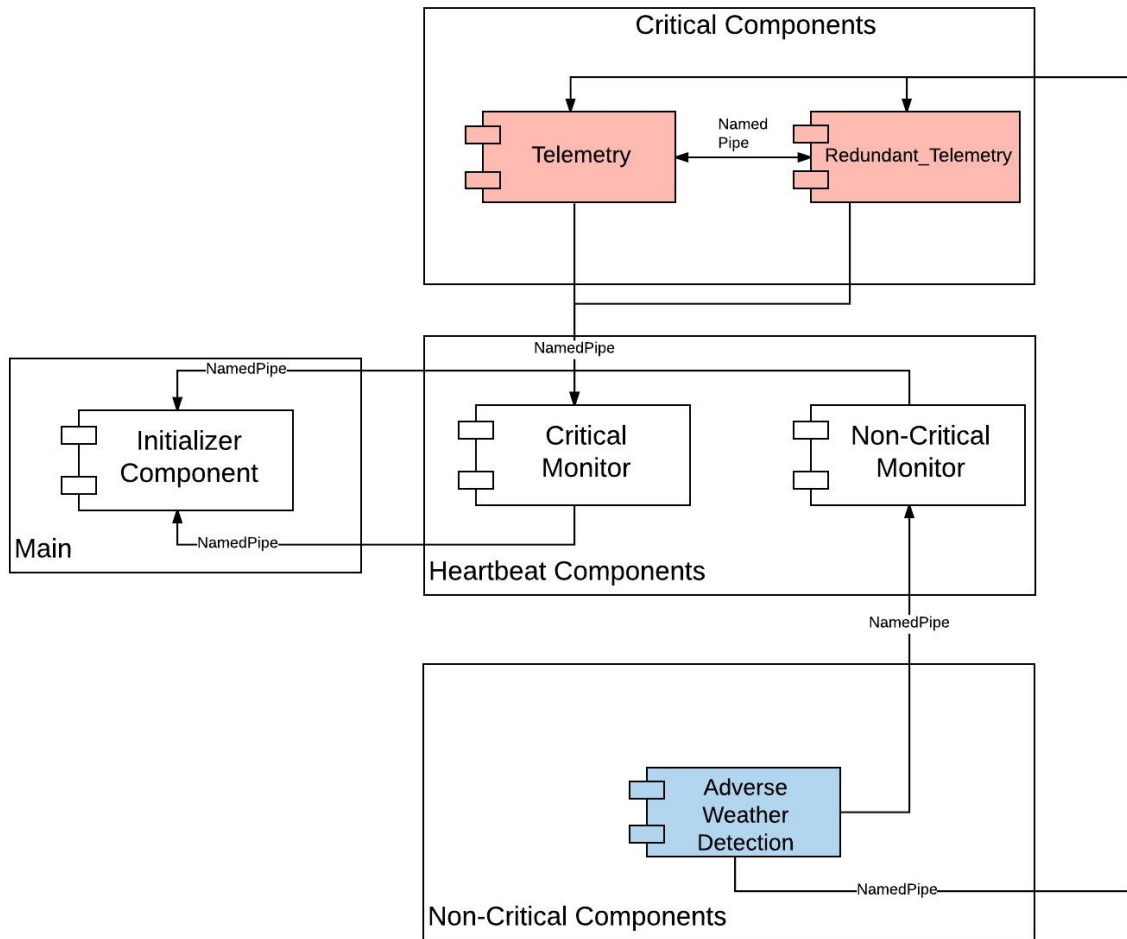 Critical Components
Named
Pipe
Telemetry
Redundant_Telemetry
NamedPipe
NamedPipe
Initializer
Component
Critical
Monitor
Non-Critical
Monitor
NamedPipe
Main
Heartbeat Components
NamedPipe
Adverse
Weather
Detection
NamedPipe
Non-Critical Components